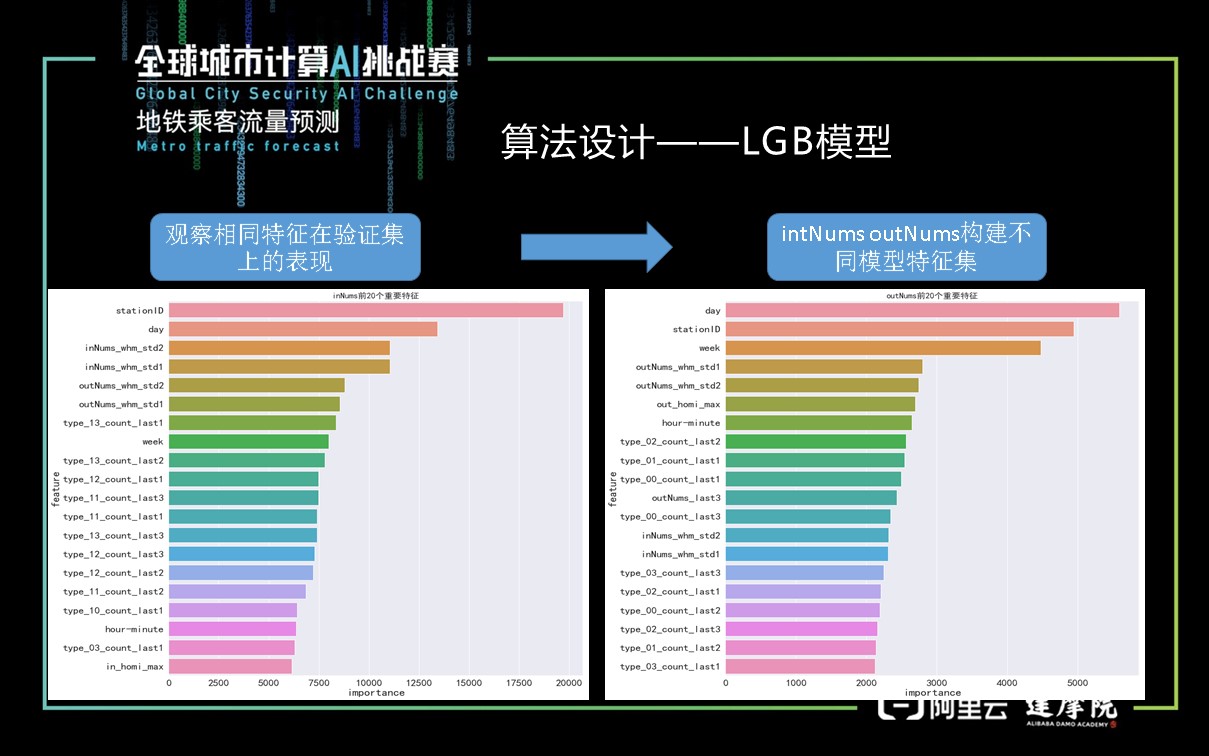 全球城市计算AI挑战赛
Global City Security AI Challenge
地铁乘客流量预测
Metro traffic forecast
算法设计——LGB模型
观察相同特征在验证集
上的表现
intNums outNums构建不
同模型特征集
inNums前20个重要特征
stationID
day
inNums_whm_std2
inNums_whm_std1
outNums_whm_std2
outNums_whm_std1
type_13_count_last1
week
type_13_count_last2
type_12_count_last1
type_11_count_last3
type_11_count_last1
type_13_count_last3
type_12_count_last3
type_12_count_last2
type_11_count_last2
type_10_count_last1
hour-minute
type_03_count_last1
in_homi_max
feature
0 2500 5000 7500 10000 12500 15000 17500 20000
importance
outNums前20个重要特征
day
stationID
week
outNums_whm_std1
outNums_whm_std2
out_homi_max
hour-minute
type_02_count_last2
type_01_count_last1
type_00_count_last1
outNums_last3
type_00_count_last3
inNums_whm_std2
inNums_whm_std1
type_03_count_last3
type_02_count_last1
type_00_count_last2
type_02_count_last3
type_01_count_last2
type_03_count_last1
feature
0 1000 2000 3000 4000 5000
importance
阿里云 达摩院
ALIBABA DAMO ACADEMY